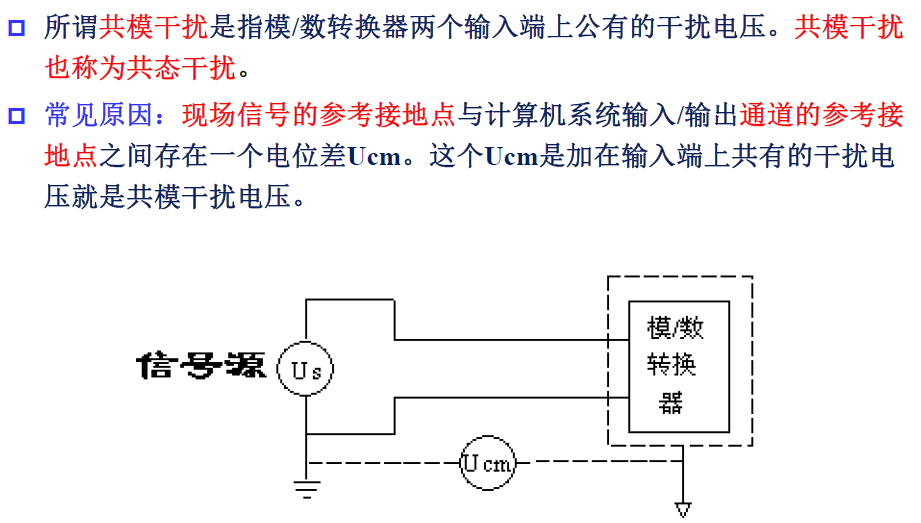 所谓共模干扰是指模/数转换器两个输入端上公有的干扰电压。共模干扰
也称为共态干扰。
常见原因：现场信号的参考接地点与计算机系统输入/输出通道的参考接
地点之间存在一个电位差Ucm。这个Ucm是加在输入端上共有的干扰电
压就是共模干扰电压。
信号源
Us
模/数
转换
器
Ucm